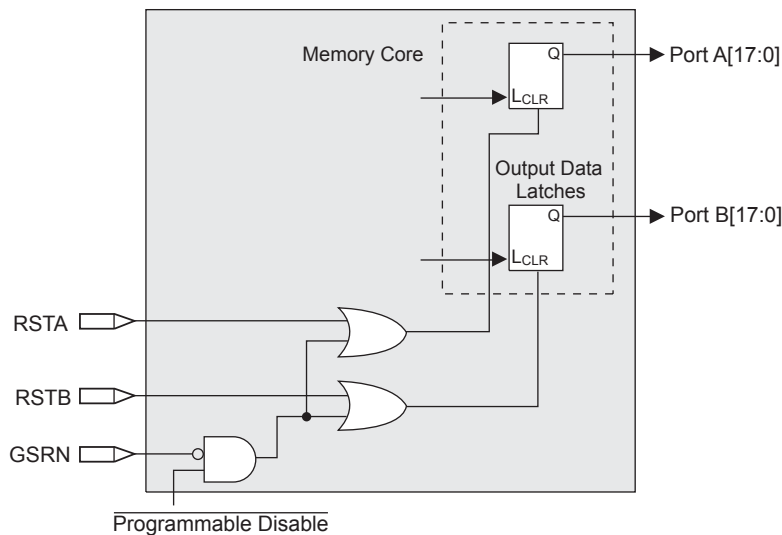 Memory Core
Q
Port A[17:0]
LCLR
Output Data
Latches
Q
Port B[17:0]
LCLR
RSTA
RSTB
GSRN
Programmable Disable